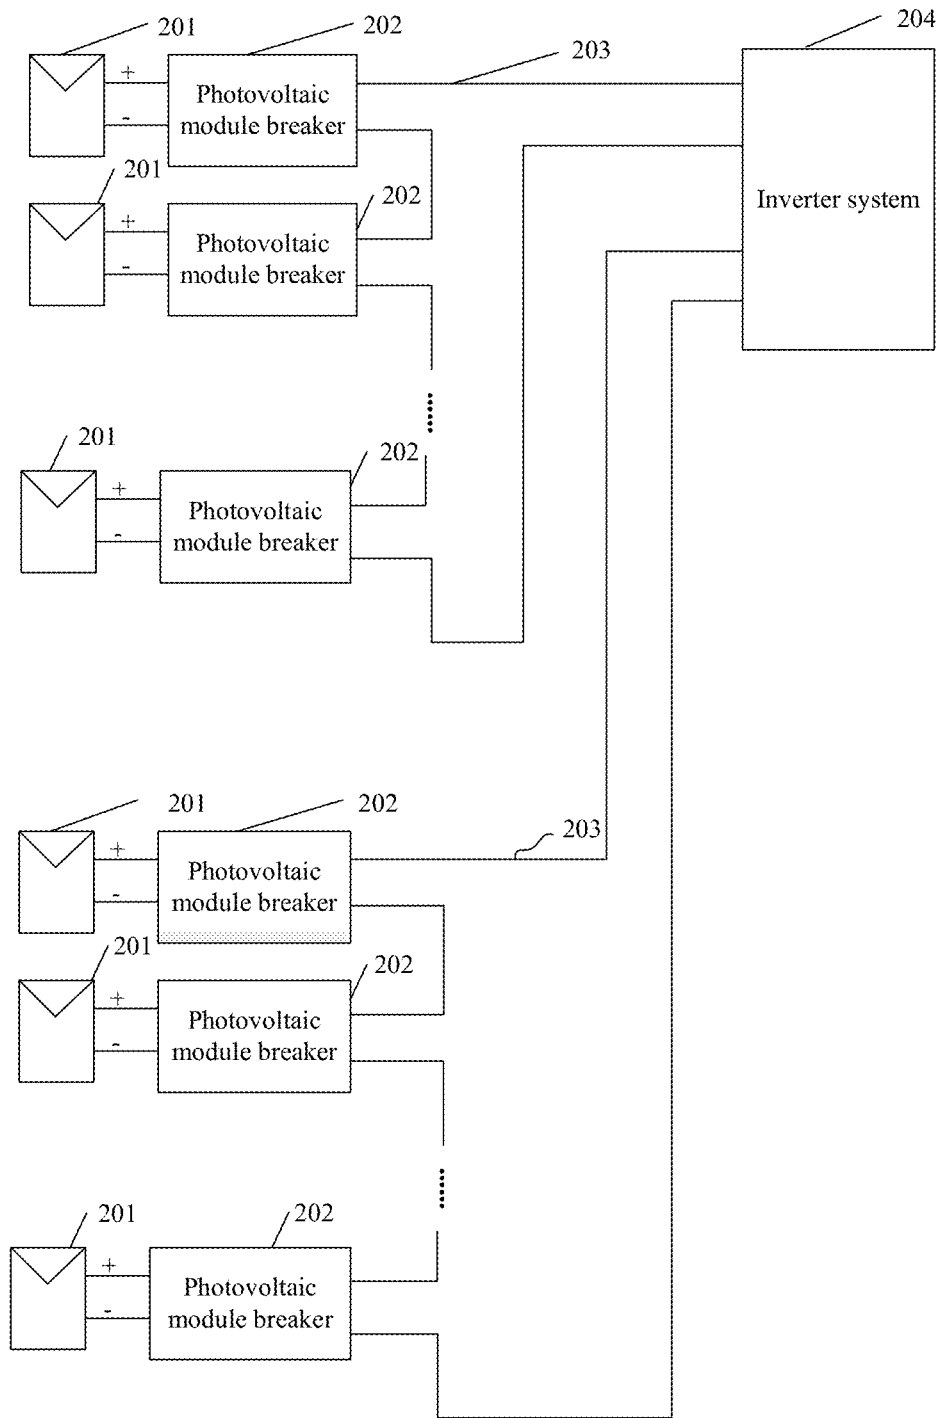 201
202
203
204
+
-
Photovoltaic
module breaker
Inverter system
201
202
+
-
Photovoltaic
module breaker
201
202
+
-
Photovoltaic
module breaker
201
202
203
+
-
Photovoltaic
module breaker
201
202
+
-
Photovoltaic
module breaker
201
202
+
-
Photovoltaic
module breaker